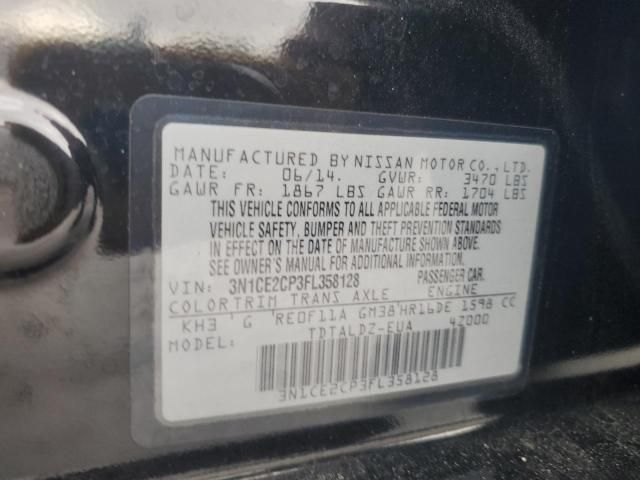 MANUFACTURED BY NISSAN MOTOR CO., LTD.
DATE: 06/14. GVWR: 3470 LBS
GAWR FR: 1867 LBS GAWR RR: 1704 LBS
THIS VEHICLE CONFORMS TO ALL APPLICABLE FEDERAL MOTOR
VEHICLE SAFETY, BUMPER AND THEFT PREVENTION STANDARDS
IN EFFECT ON THE DATE OF MANUFACTURE SHOWN ABOVE.
SEE OWNER'S MANUAL FOR ADDITIONAL INFORMATION.
VIN: 3N1CE2CP3FL358128 PASSENGER CAR.
COLOR TRIM TRANS AXLE ENGINE
KH3 G RE0F11A GM38 HR16DE 1598 CC
MODEL: TDTALDZ-EUA 4Z000
3N1CE2CP3FL358128